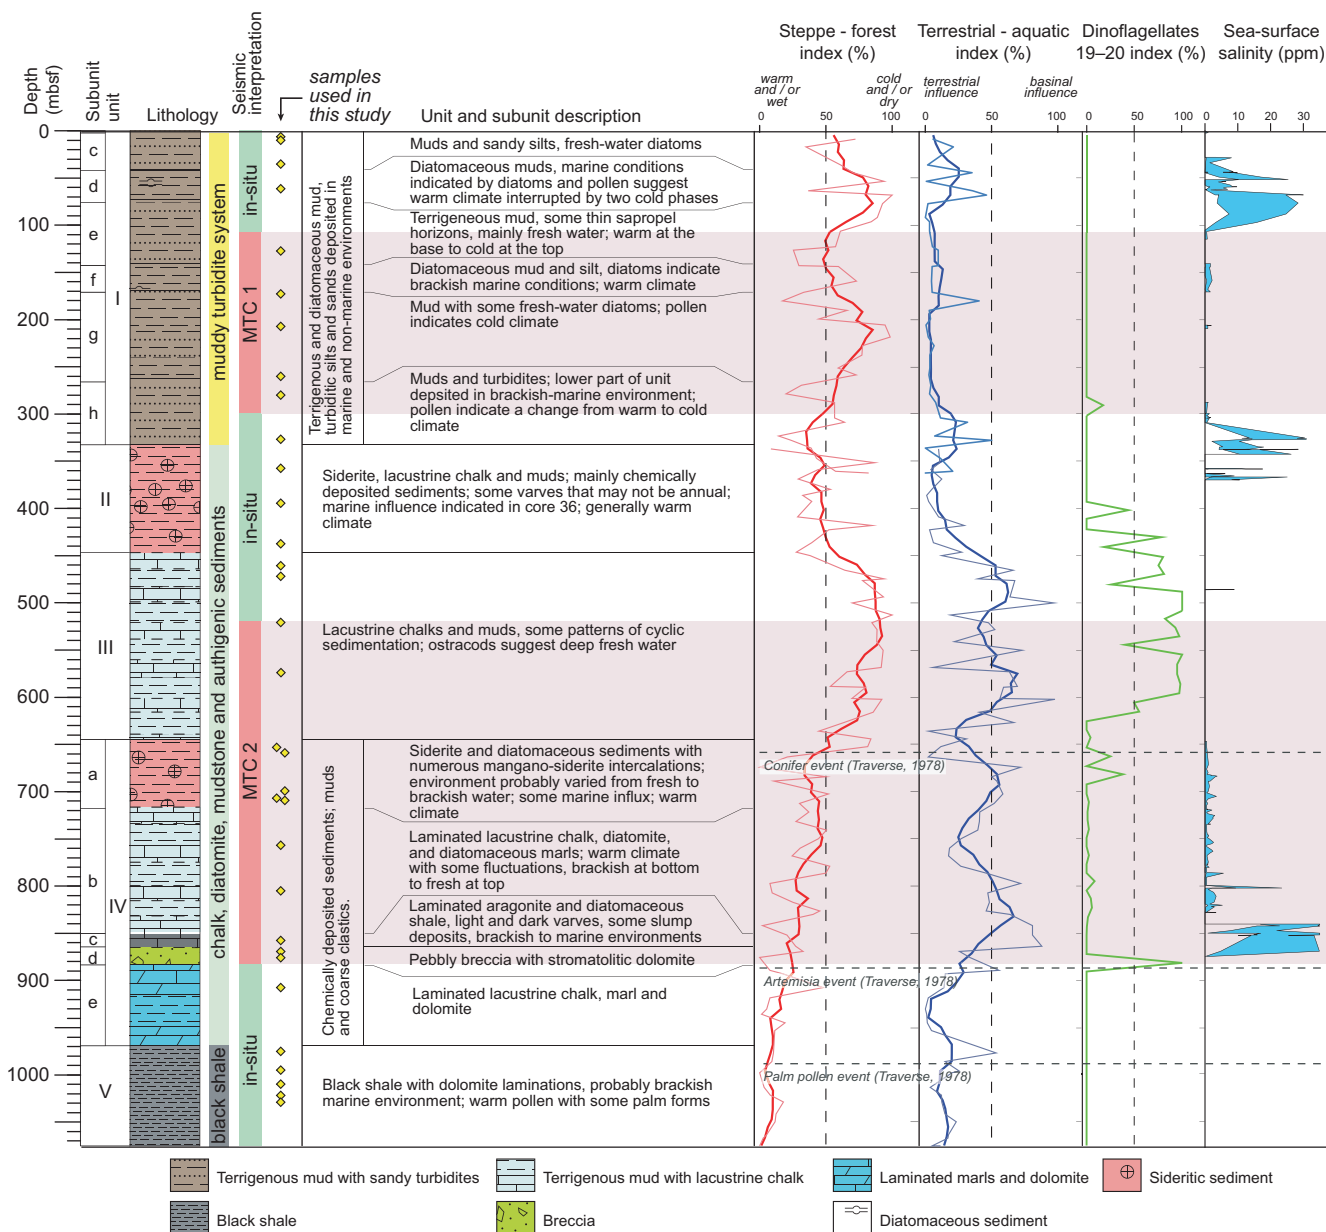 Steppe - forest
index (%)
Terrestrial - aquatic
index (%)
Dinoflagellates
19–20 index (%)
Sea-surface
salinity (ppm)
Depth
(mbsf)
Subunit
unit
Lithology
Seismic
interpretation
samples
used in
this study
Unit and subunit description
warm
and / or
wet
cold
and / or
dry
terrestrial
influence
basinal
influence
0 50 100
0 50 100
0 50 100
0 10 20 30
0
100
200
300
400
500
600
700
800
900
1000
c
d
e
f
g
h
I
II
III
a
b
c
d
e
IV
V
muddy turbidite system
chalk, diatomite, mudstone and authigenic sediments
black shale
in-situ
MTC 1
in-situ
MTC 2
in-situ
Terrigenous and diatomaceous mud,
turbiditic silts and sands deposited in
marine and non-marine environments
Muds and sandy silts, fresh-water diatoms
Diatomaceous muds, marine conditions
indicated by diatoms and pollen suggest
warm climate interrupted by two cold phases
Terrigeneous mud, some thin sapropel
horizons, mainly fresh water; warm at the
base to cold at the top
Diatomaceous mud and silt, diatoms indicate
brackish marine conditions; warm climate
Mud with some fresh-water diatoms; pollen
indicates cold climate
Muds and turbidites; lower part of unit
deposited in brackish-marine environment;
pollen indicate a change from warm to cold
climate
Siderite, lacustrine chalk and muds; mainly chemically
deposited sediments; some varves that may not be annual;
marine influence indicated in core 36; generally warm
climate
Lacustrine chalks and muds, some patterns of cyclic
sedimentation; ostracods suggest deep fresh water
Chemically deposited sediments; muds
and coarse clastics.
Siderite and diatomaceous sediments with
numerous mangano-siderite intercalations;
environment probably varied from fresh to
brackish water; some marine influx; warm
climate
Laminated lacustrine chalk, diatomite,
and diatomaceous marls; warm climate
with some fluctuations, brackish at bottom
to fresh at top
Laminated aragonite and diatomaceous
shale, light and dark varves, some slump
deposits, brackish to marine environments
Pebbly breccia with stromatolitic dolomite
Laminated lacustrine chalk, marl and
dolomite
Black shale with dolomite laminations, probably brackish
marine environment; warm pollen with some palm forms
Conifer event (Traverse, 1978)
Artemisia event (Traverse, 1978)
Palm pollen event (Traverse, 1978)
Terrigenous mud with sandy turbidites
Terrigenous mud with lacustrine chalk
Laminated marls and dolomite
Sideritic sediment
Black shale
Breccia
Diatomaceous sediment